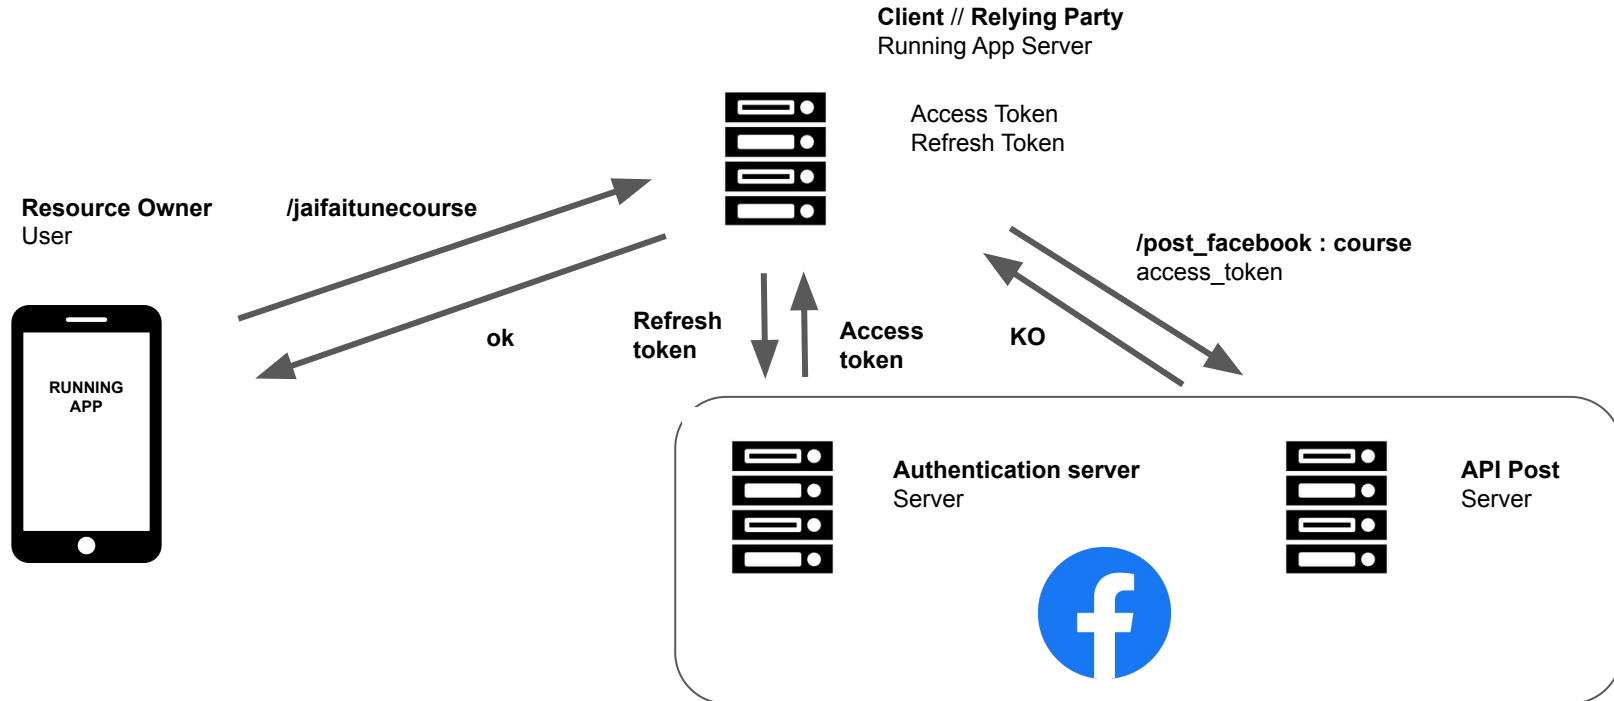 Client // Relying Party
Running App Server
Access Token
Refresh Token
Resource Owner
User
/jaifaitunecourse
/post_facebook : course
access_token
Refresh
token
Access
token
ok
KO
RUNNING
APP
Authentication server
Server
API Post
Server